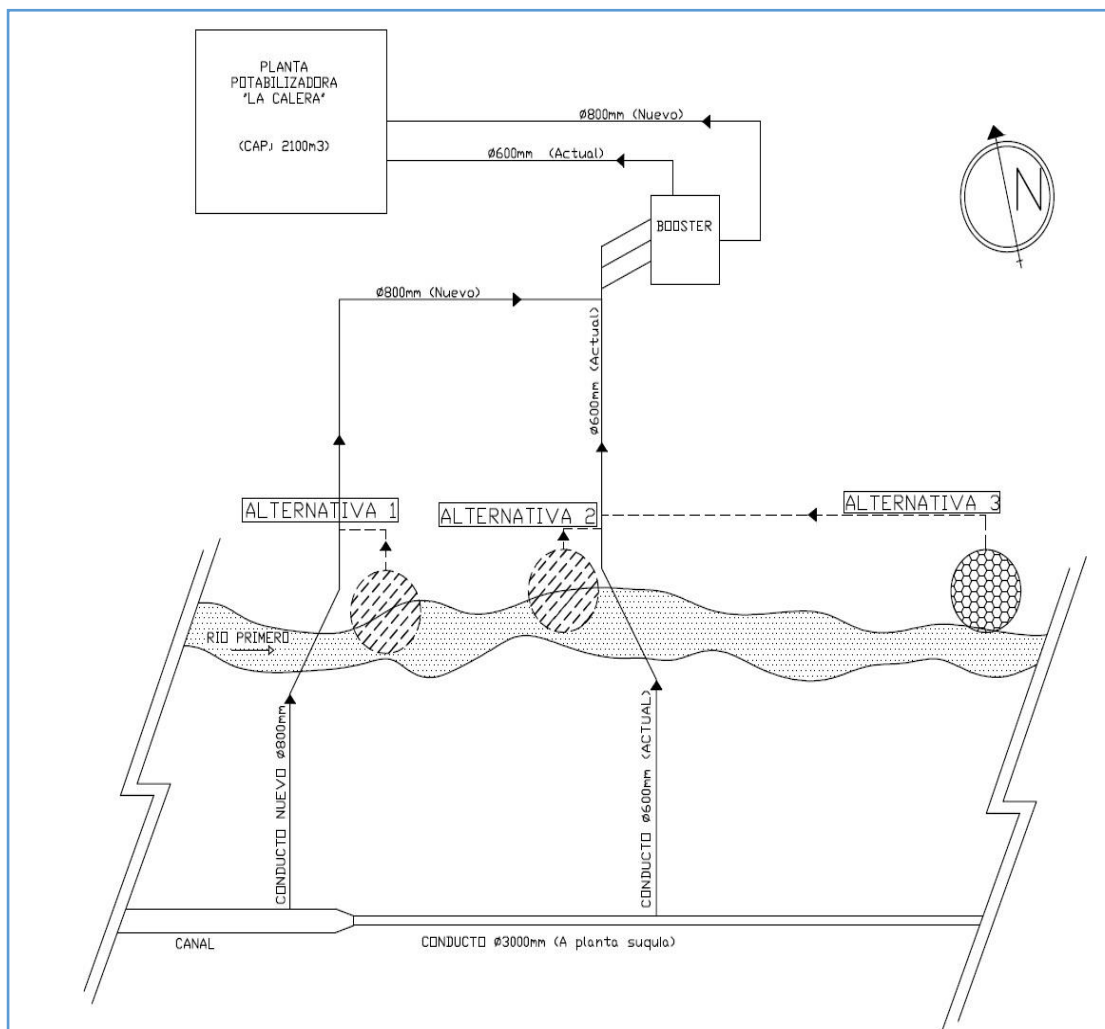 PLANTA
POTABILIZADORA
"LA CALERA"
(CAP: 2100m3)
Ø800mm (Nuevo)
Ø600mm (Actual)
BOOSTER
N
Ø800mm (Nuevo)
Ø600mm (Actual)
ALTERNATIVA 1
ALTERNATIVA 2
ALTERNATIVA 3
RIO PRIMERO
CONDUCTO NUEVO Ø800mm
CONDUCTO Ø600mm (ACTUAL)
CANAL
CONDUCTO Ø3000mm (A planta suquia)